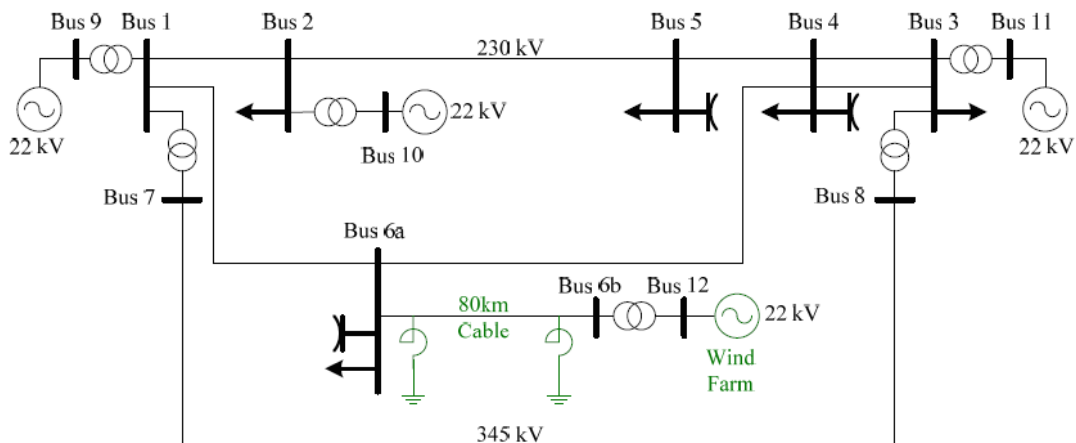 Bus 9
Bus 1
Bus 2
Bus 5
Bus 4
Bus 3
Bus 11
230 kV
22 kV
22 kV
Bus 10
22 kV
Bus 7
Bus 8
Bus 6a
80km
Cable
Bus 6b
Bus 12
22 kV
Wind
Farm
345 kV